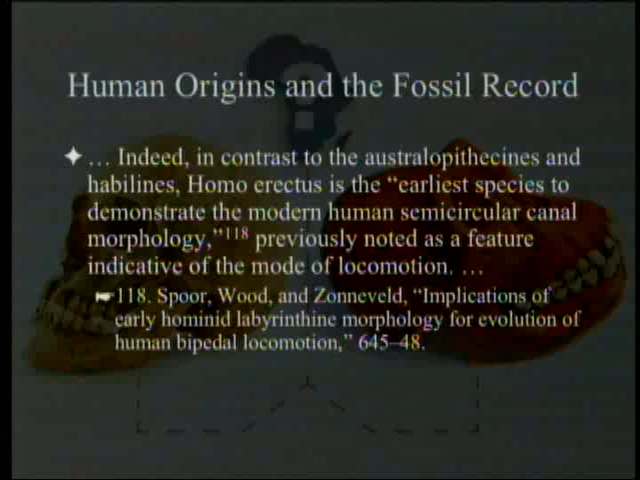 Human Origins and the Fossil Record
… Indeed, in contrast to the australopithecines and
habilines, Homo erectus is the “earliest species to
demonstrate the modern human semicircular canal
morphology,”118 previously noted as a feature
indicative of the mode of locomotion. …
118. Spoor, Wood, and Zonneveld, “Implications of
early hominid labyrinthine morphology for evolution of
human bipedal locomotion,” 645–48.